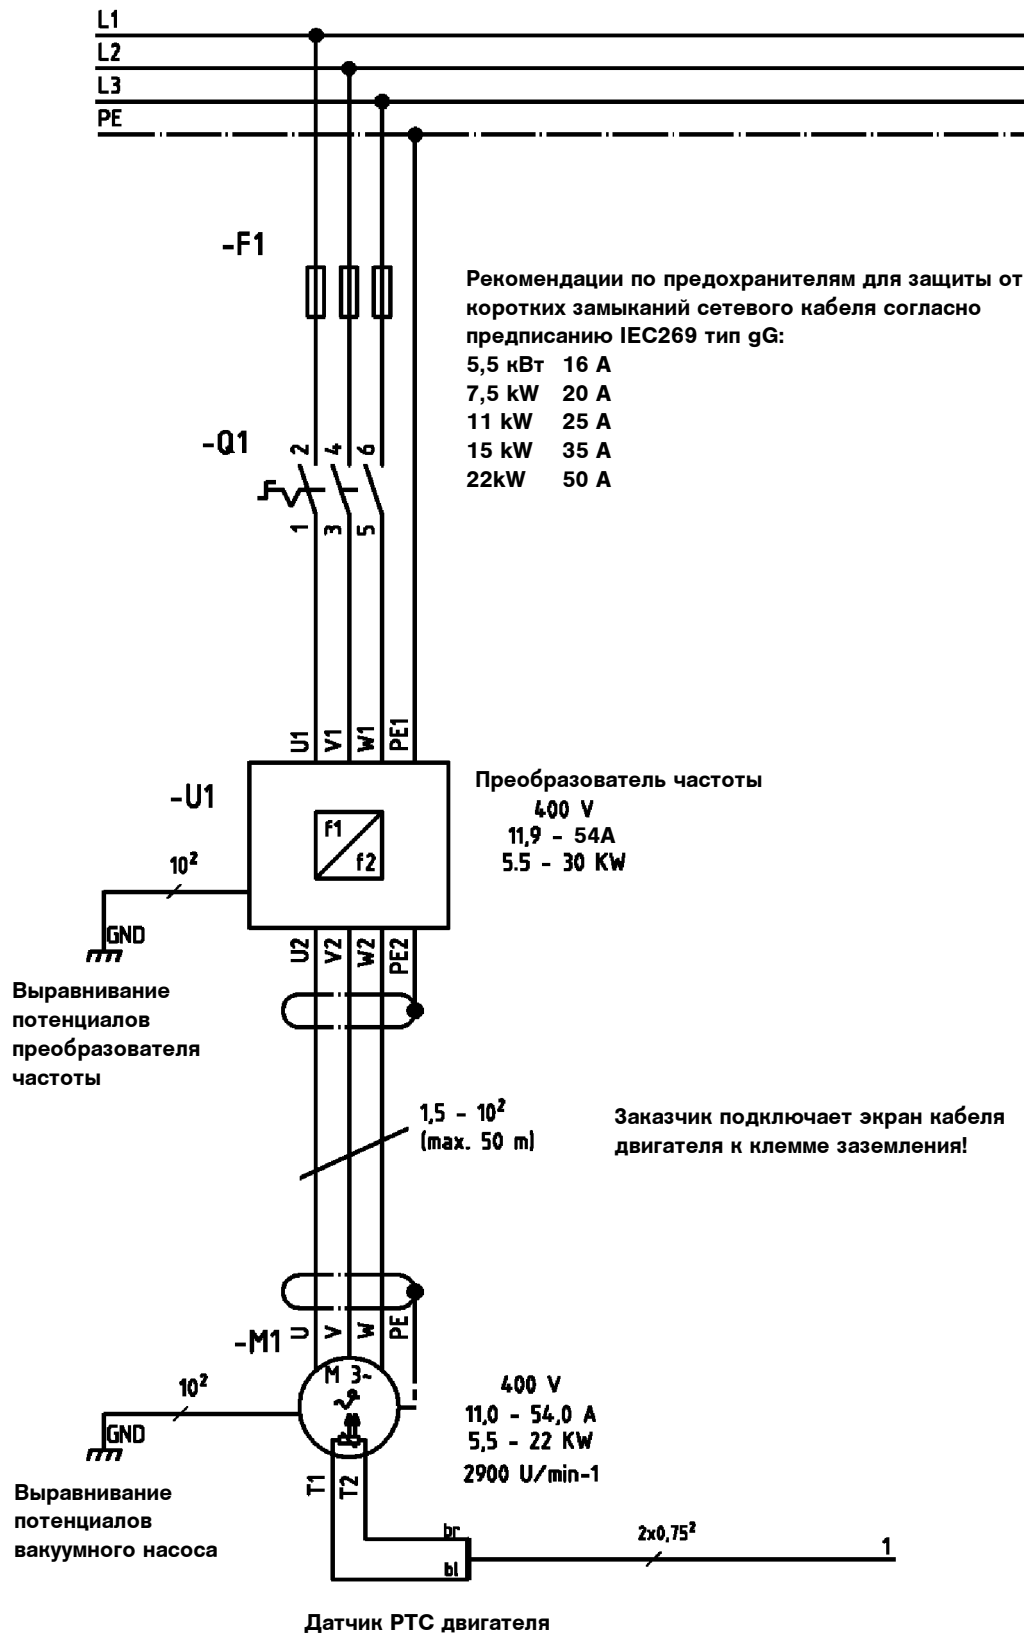 L1
L2
L3
PE
-F1
Рекомендации по предохранителям для защиты от
коротких замыканий сетевого кабеля согласно
предписанию IEC269 тип gG:
5,5 кВт 16 А
7,5 kW 20 A
11 kW 25 A
15 kW 35 A
22kW 50 A
-Q1
2 4 6
1 3 5
U1 V1 W1 PE1
-U1
f1
f2
Преобразователь частоты
400 V
11,9 - 54A
5.5 - 30 KW
10²
GND
U2 V2 W2 PE2
Выравнивание
потенциалов
преобразователя
частоты
1,5 - 10²
(max. 50 m)
Заказчик подключает экран кабеля
двигателя к клемме заземления!
-M1
U V W PE
M 3~
10²
GND
400 V
11,0 - 54,0 A
5,5 - 22 KW
2900 U/min-1
T1 T2
Выравнивание
потенциалов
вакуумного насоса
br
bl
2x0,75²
1
Датчик PTC двигателя